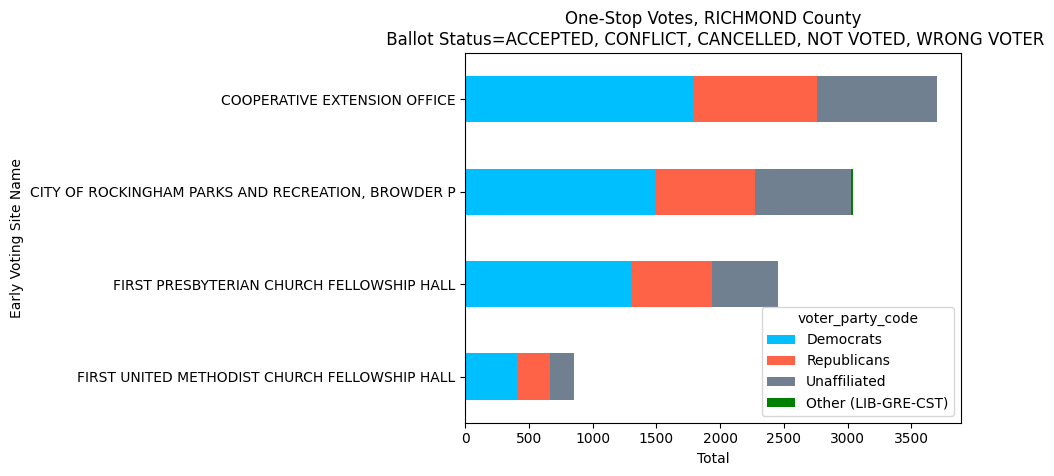 One-Stop Votes, RICHMOND County
Ballot Status=ACCEPTED, CONFLICT, CANCELLED, NOT VOTED, WRONG VOTER
Early Voting Site Name
COOPERATIVE EXTENSION OFFICE
CITY OF ROCKINGHAM PARKS AND RECREATION, BROWDER P
FIRST PRESBYTERIAN CHURCH FELLOWSHIP HALL
FIRST UNITED METHODIST CHURCH FELLOWSHIP HALL
voter_party_code
Democrats
Republicans
Unaffiliated
Other (LIB-GRE-CST)
0 500 1000 1500 2000 2500 3000 3500
Total